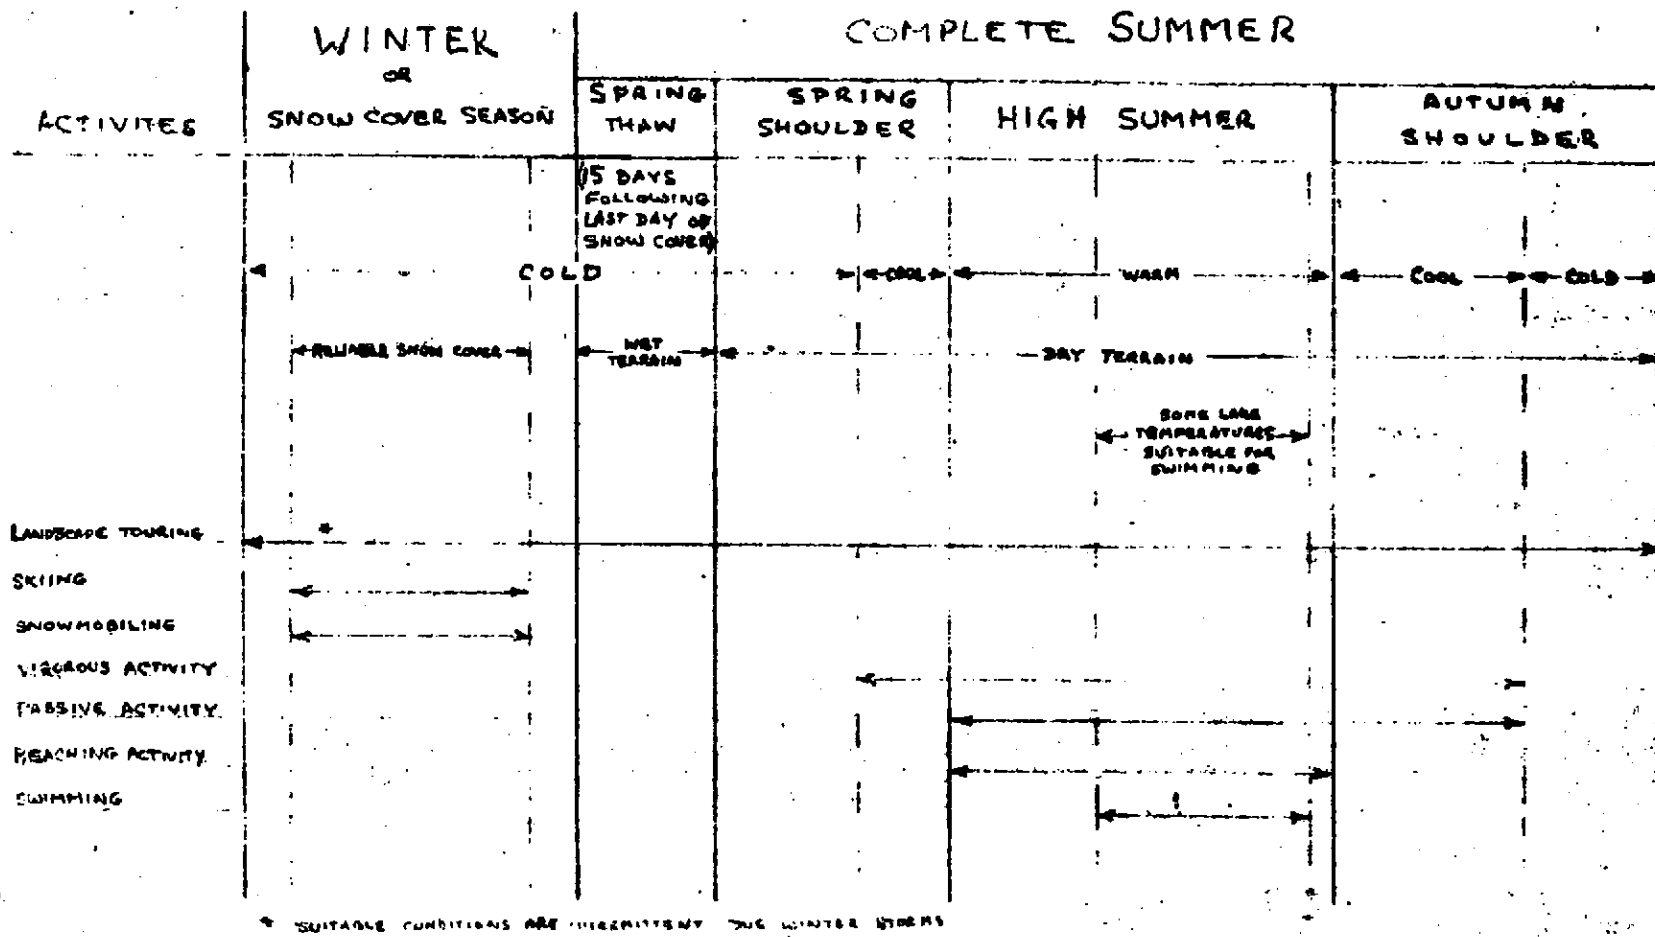 WINTER
OR
SNOW COVER SEASON
COMPLETE SUMMER
ACTIVITES
SPRING
THAW
SPRING
SHOULDER
HIGH SUMMER
AUTUMN
SHOULDER
(15 DAYS
FOLLOWING
LAST DAY OF
SNOW COVER)
COLD
COOL
WARM
COOL
COLD
RELIABLE SNOW COVER
WET
TERRAIN
DRY TERRAIN
SOME LAKE
TEMPERATURES
SUITABLE FOR
SWIMMING
LANDSCAPE TOURING
*
SKIING
SNOWMOBILING
VIGOROUS ACTIVITY
PASSIVE ACTIVITY
BEACHING ACTIVITY
SWIMMING
* SUITABLE CONDITIONS ARE INTERMITTENT DUE WINTER STORMS